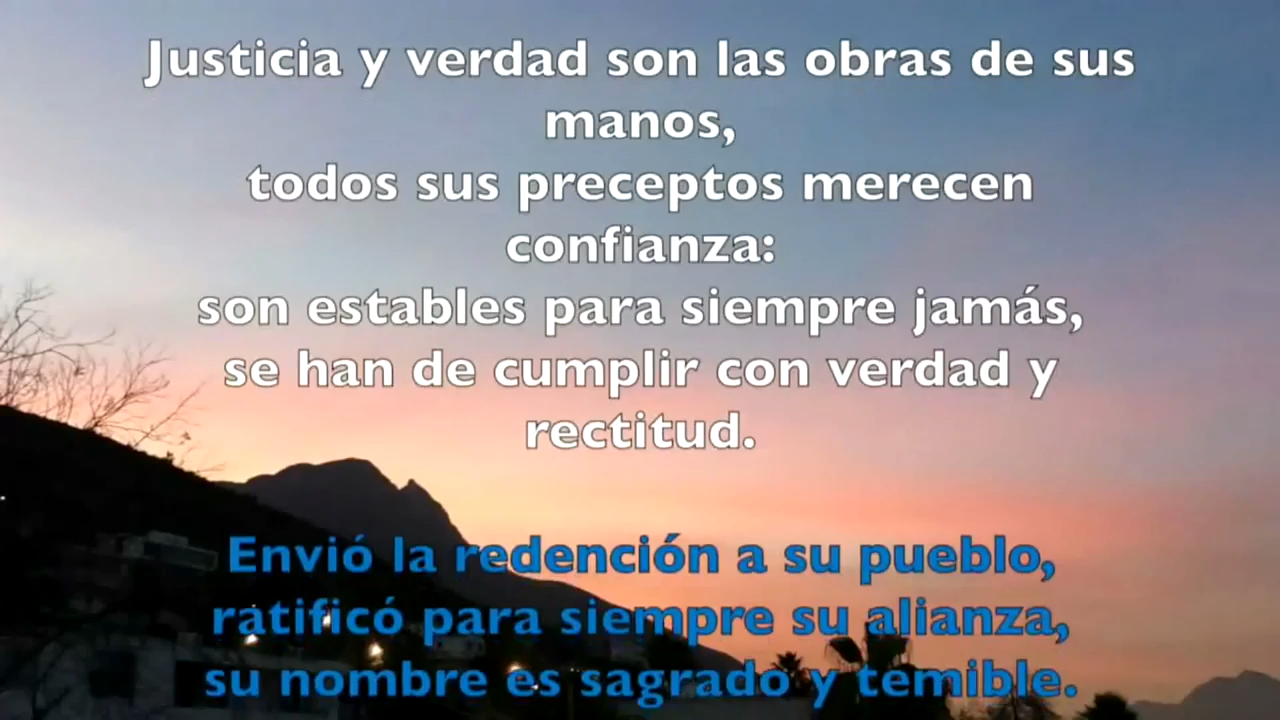 Justicia y verdad son las obras de sus
manos,
todos sus preceptos merecen
confianza:
son estables para siempre jamás,
se han de cumplir con verdad y
rectitud.
Envió la redención a su pueblo,
ratificó para siempre su alianza,
su nombre es sagrado y temible.